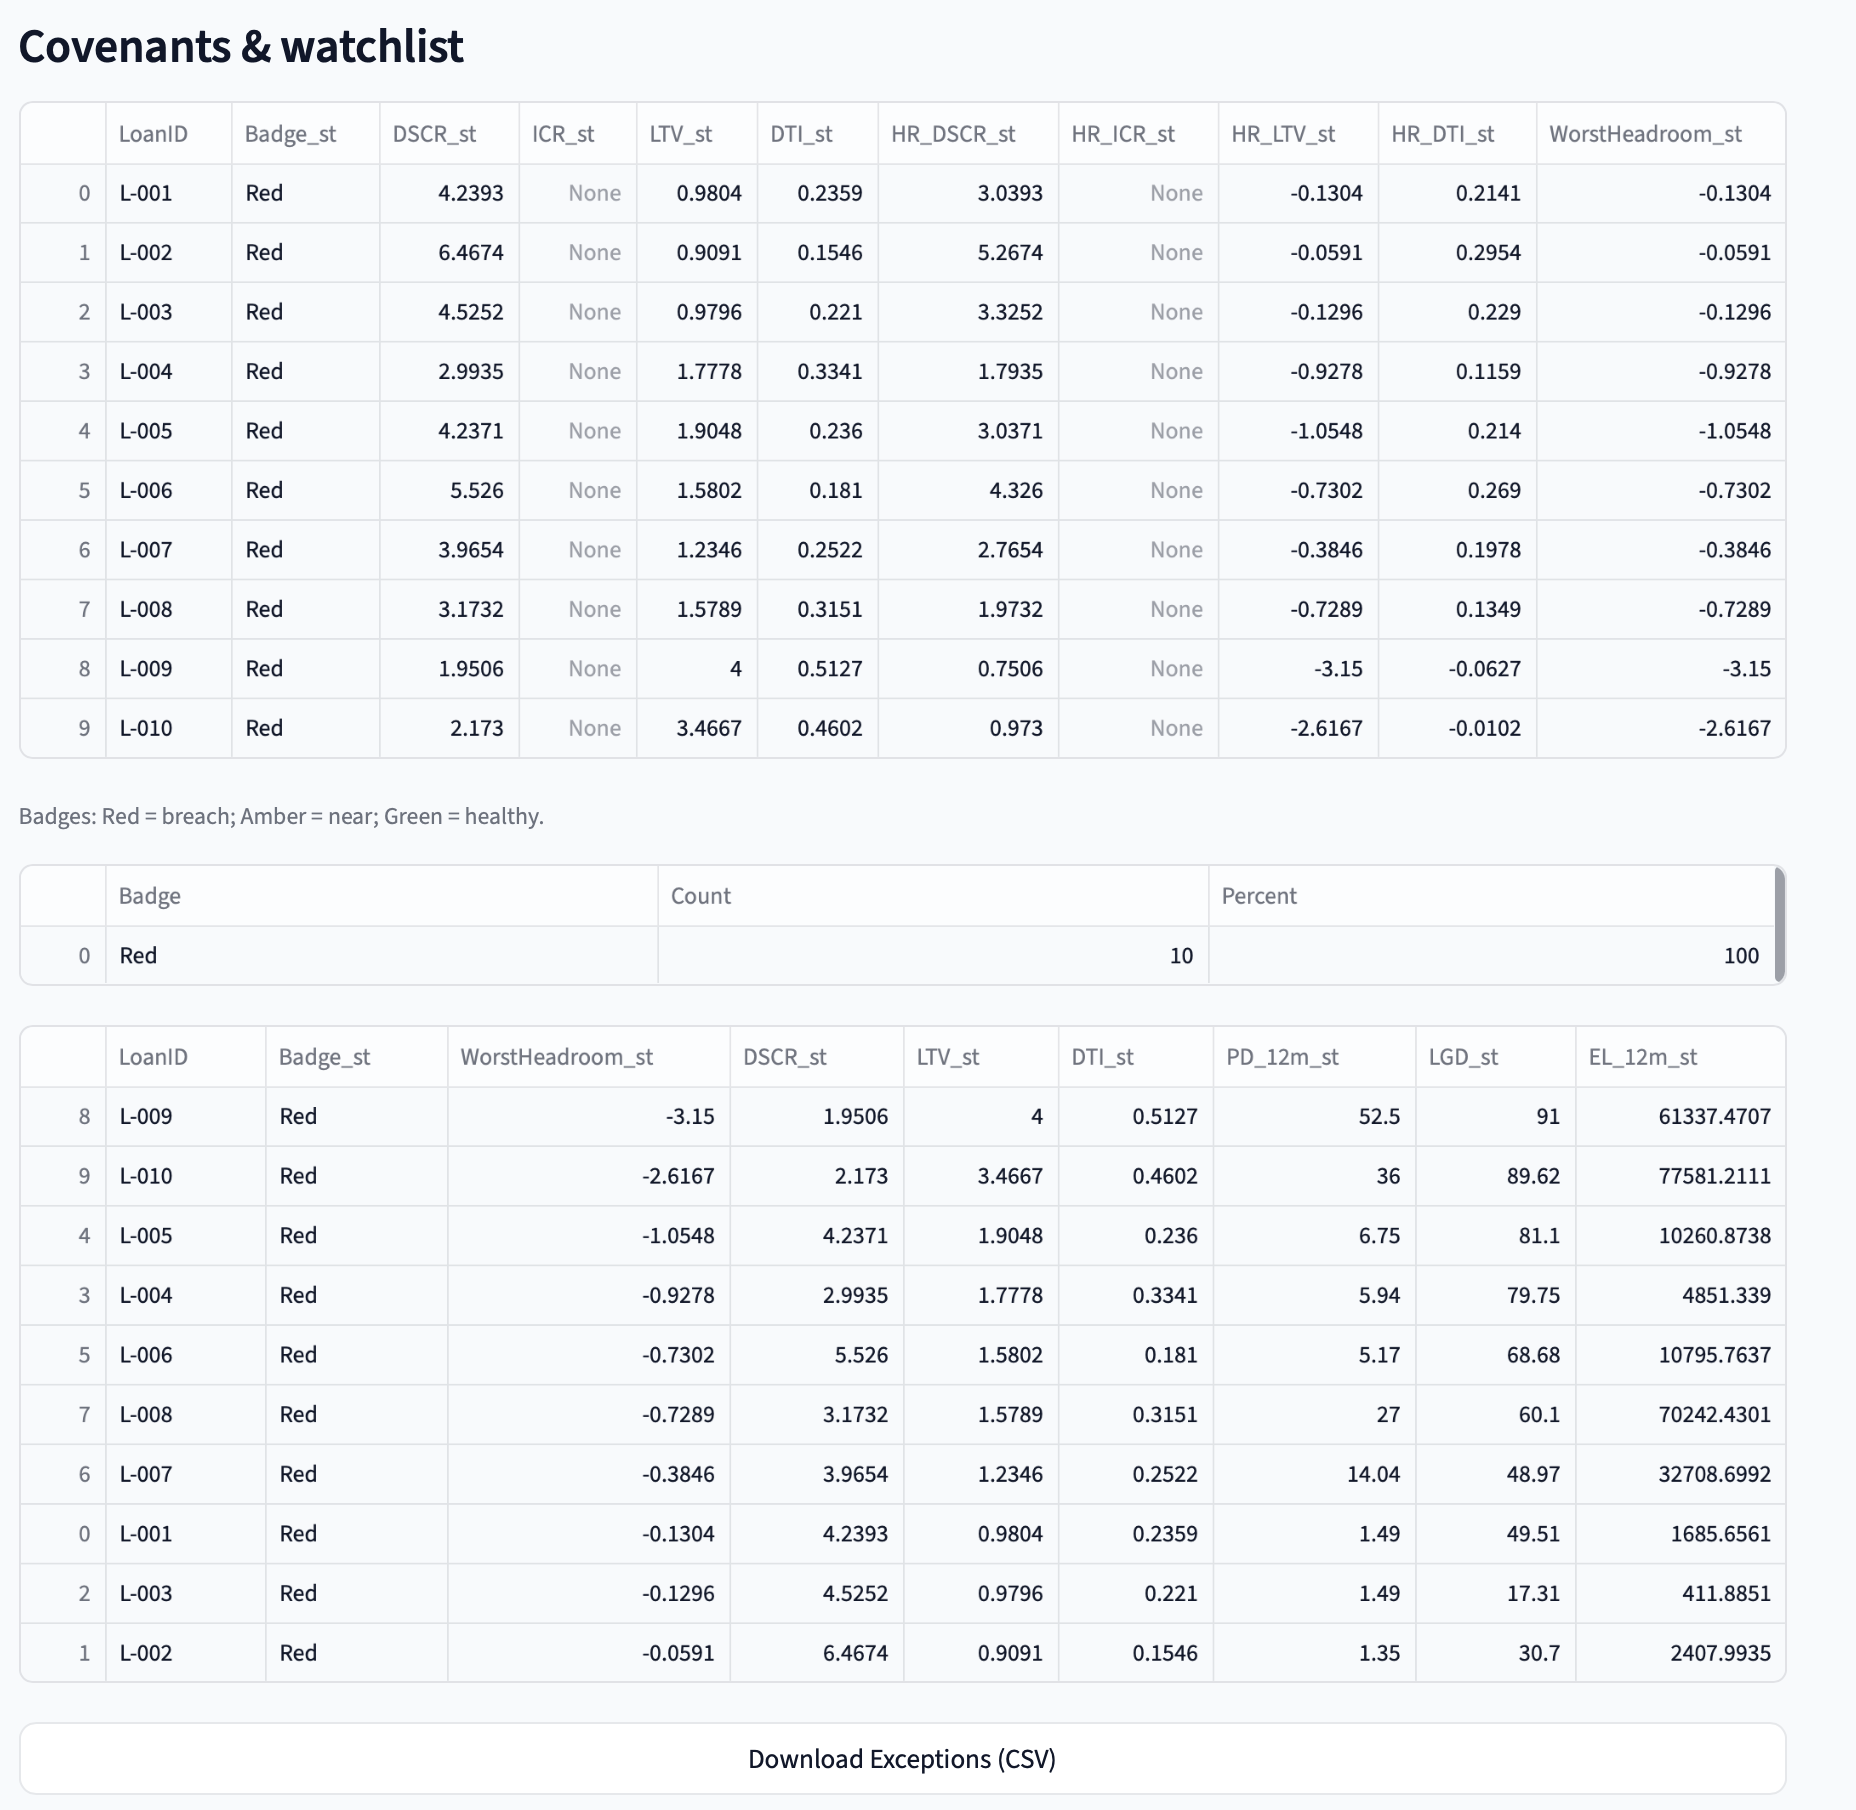 Covenants & watchlist
LoanID Badge_st DSCR_st ICR_st LTV_st DTI_st HR_DSCR_st HR_ICR_st HR_LTV_st HR_DTI_st WorstHeadroom_st
0 L-001 Red 4.2393 None 0.9804 0.2359 3.0393 None -0.1304 0.2141 -0.1304
1 L-002 Red 6.4674 None 0.9091 0.1546 5.2674 None -0.0591 0.2954 -0.0591
2 L-003 Red 4.5252 None 0.9796 0.221 3.3252 None -0.1296 0.229 -0.1296
3 L-004 Red 2.9935 None 1.7778 0.3341 1.7935 None -0.9278 0.1159 -0.9278
4 L-005 Red 4.2371 None 1.9048 0.236 3.0371 None -1.0548 0.214 -1.0548
5 L-006 Red 5.526 None 1.5802 0.181 4.326 None -0.7302 0.269 -0.7302
6 L-007 Red 3.9654 None 1.2346 0.2522 2.7654 None -0.3846 0.1978 -0.3846
7 L-008 Red 3.1732 None 1.5789 0.3151 1.9732 None -0.7289 0.1349 -0.7289
8 L-009 Red 1.9506 None 4 0.5127 0.7506 None -3.15 -0.0627 -3.15
9 L-010 Red 2.173 None 3.4667 0.4602 0.973 None -2.6167 -0.0102 -2.6167
Badges: Red = breach; Amber = near; Green = healthy.
Badge Count Percent
0 Red 10 100
LoanID Badge_st WorstHeadroom_st DSCR_st LTV_st DTI_st PD_12m_st LGD_st EL_12m_st
8 L-009 Red -3.15 1.9506 4 0.5127 52.5 91 61337.4707
9 L-010 Red -2.6167 2.173 3.4667 0.4602 36 89.62 77581.2111
4 L-005 Red -1.0548 4.2371 1.9048 0.236 6.75 81.1 10260.8738
3 L-004 Red -0.9278 2.9935 1.7778 0.3341 5.94 79.75 4851.339
5 L-006 Red -0.7302 5.526 1.5802 0.181 5.17 68.68 10795.7637
7 L-008 Red -0.7289 3.1732 1.5789 0.3151 27 60.1 70242.4301
6 L-007 Red -0.3846 3.9654 1.2346 0.2522 14.04 48.97 32708.6992
0 L-001 Red -0.1304 4.2393 0.9804 0.2359 1.49 49.51 1685.6561
2 L-003 Red -0.1296 4.5252 0.9796 0.221 1.49 17.31 411.8851
1 L-002 Red -0.0591 6.4674 0.9091 0.1546 1.35 30.7 2407.9935
Download Exceptions (CSV)